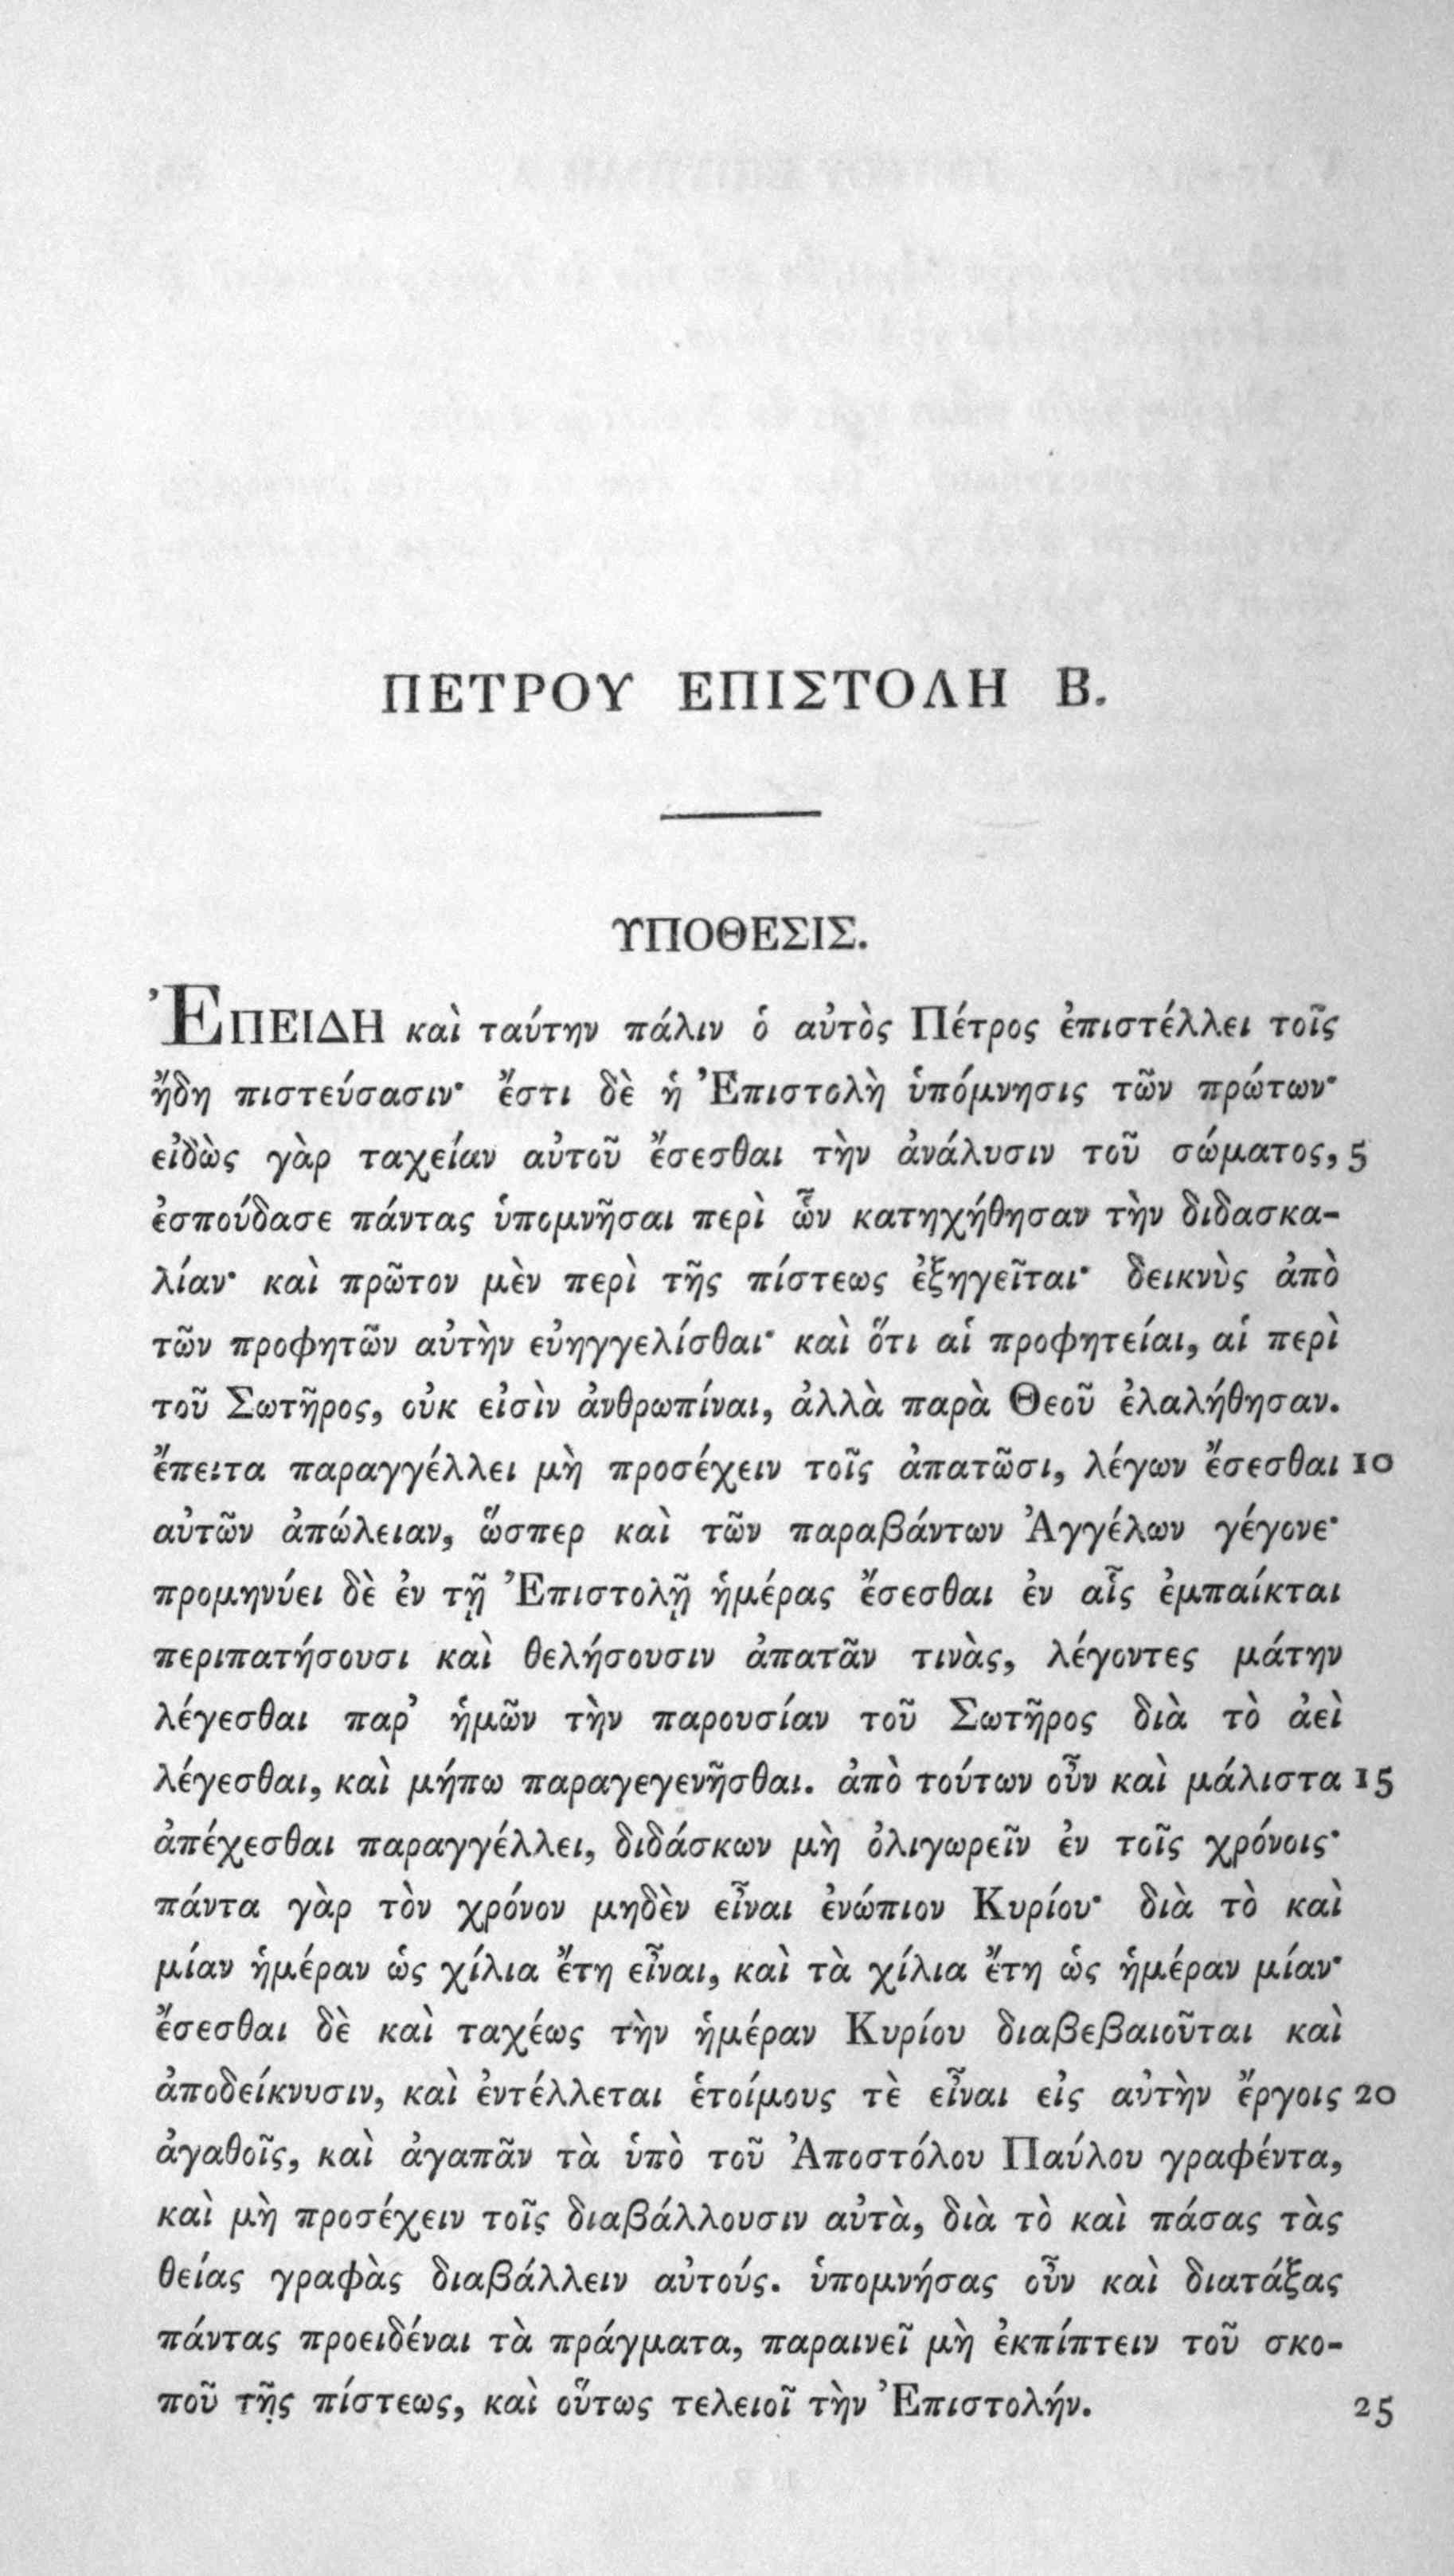 ΠΕΤΡΟΥ ΕΠΙΣΤΟΛΗ Β.
ΥΠΟΘΕΣΙΣ.
ἘΠΕΙΔΗ καὶ ταύτην πάλιν ὁ αὐτὸς Πέτρος ἐπιστέλλει τοῖς
ἤδη πιστεύσασιν· ἔστι δὲ ἡ Ἐπιστολὴ ὑπόμνησις τῶν πρώτων·
εἰδὼς γὰρ ταχείαν αὐτοῦ ἔσεσθαι τὴν ἀνάλυσιν τοῦ σώματος, 5
ἐσπούδασε πάντας ὑπομνῆσαι περὶ ὧν κατηχήθησαν τὴν διδασκα-
λίαν· καὶ πρῶτον μὲν περὶ τῆς πίστεως ἐξηγεῖται· δεικνὺς ἀπὸ
τῶν προφητῶν αὐτὴν εὐηγγελίσθαι· καὶ ὅτι αἱ προφητείαι, αἱ περὶ
τοῦ Σωτῆρος, οὐκ εἰσὶν ἀνθρωπίναι, ἀλλὰ παρὰ Θεοῦ ἐλαλήθησαν.
ἔπειτα παραγγέλλει μὴ προσέχειν τοῖς ἀπατῶσι, λέγων ἔσεσθαι 10
αὐτῶν ἀπώλειαν, ὥσπερ καὶ τῶν παραβάντων Ἀγγέλων γέγονε·
προμηνύει δὲ ἐν τῇ Ἐπιστολῇ ἡμέρας ἔσεσθαι ἐν αἷς ἐμπαίκται
περιπατήσουσι καὶ θελήσουσιν ἀπατᾶν τινὰς, λέγοντες μάτην
λέγεσθαι παρ’ ἡμῶν τὴν παρουσίαν τοῦ Σωτῆρος διὰ τὸ ἀεὶ
λέγεσθαι, καὶ μήπω παραγεγενῆσθαι. ἀπὸ τούτων οὖν καὶ μάλιστα 15
ἀπέχεσθαι παραγγέλλει, διδάσκων μὴ ὀλιγωρεῖν ἐν τοῖς χρόνοις·
πάντα γὰρ τὸν χρόνον μηδὲν εἶναι ἐνώπιον Κυρίου· διὰ τὸ καὶ
μίαν ἡμέραν ὡς χίλια ἔτη εἶναι, καὶ τὰ χίλια ἔτη ὡς ἡμέραν μίαν·
ἔσεσθαι δὲ καὶ ταχέως τὴν ἡμέραν Κυρίου διαβεβαιοῦται καὶ
ἀποδείκνυσιν, καὶ ἐντέλλεται ἑτοίμους τὲ εἶναι εἰς αὐτὴν ἔργοις 20
ἀγαθοῖς, καὶ ἀγαπᾶν τὰ ὑπὸ τοῦ Ἀποστόλου Παύλου γραφέντα,
καὶ μὴ προσέχειν τοῖς διαβάλλουσιν αὐτὰ, διὰ τὸ καὶ πάσας τὰς
θείας γραφὰς διαβάλλειν αὐτούς. ὑπομνήσας οὖν καὶ διατάξας
πάντας προειδέναι τὰ πράγματα, παραινεῖ μὴ ἐκπίπτειν τοῦ σκο-
ποῦ τῆς πίστεως, καὶ οὕτως τελειοῖ τὴν Ἐπιστολήν. 25